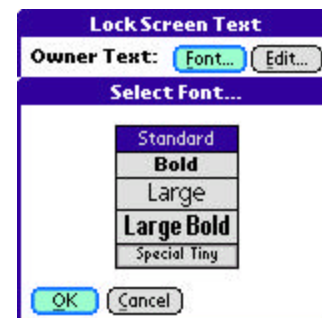 Lock Screen Text
Owner Text: Font... Edit...
Select Font...
Standard
Bold
Large
Large Bold
Special Tiny
OK Cancel